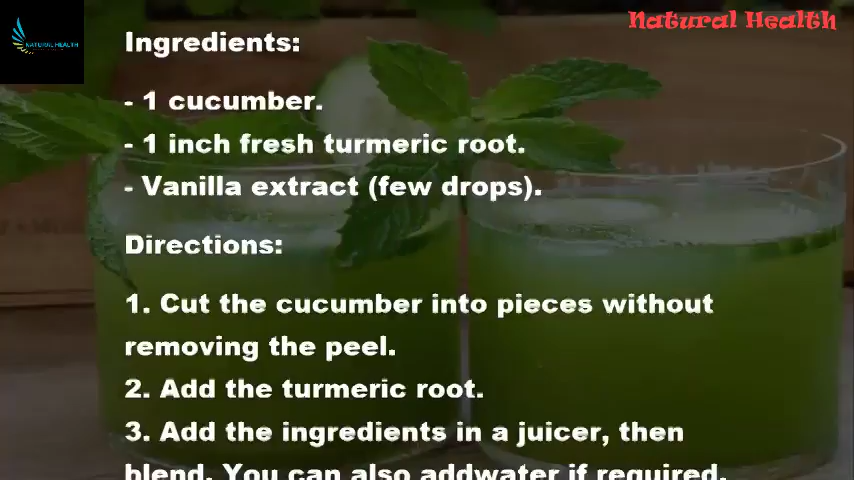 NATURAL HEALTH
Natural Health
Ingredients:
- 1 cucumber.
- 1 inch fresh turmeric root.
- Vanilla extract (few drops).
Directions:
1. Cut the cucumber into pieces without
removing the peel.
2. Add the turmeric root.
3. Add the ingredients in a juicer, then
blend. You can also addwater if required.